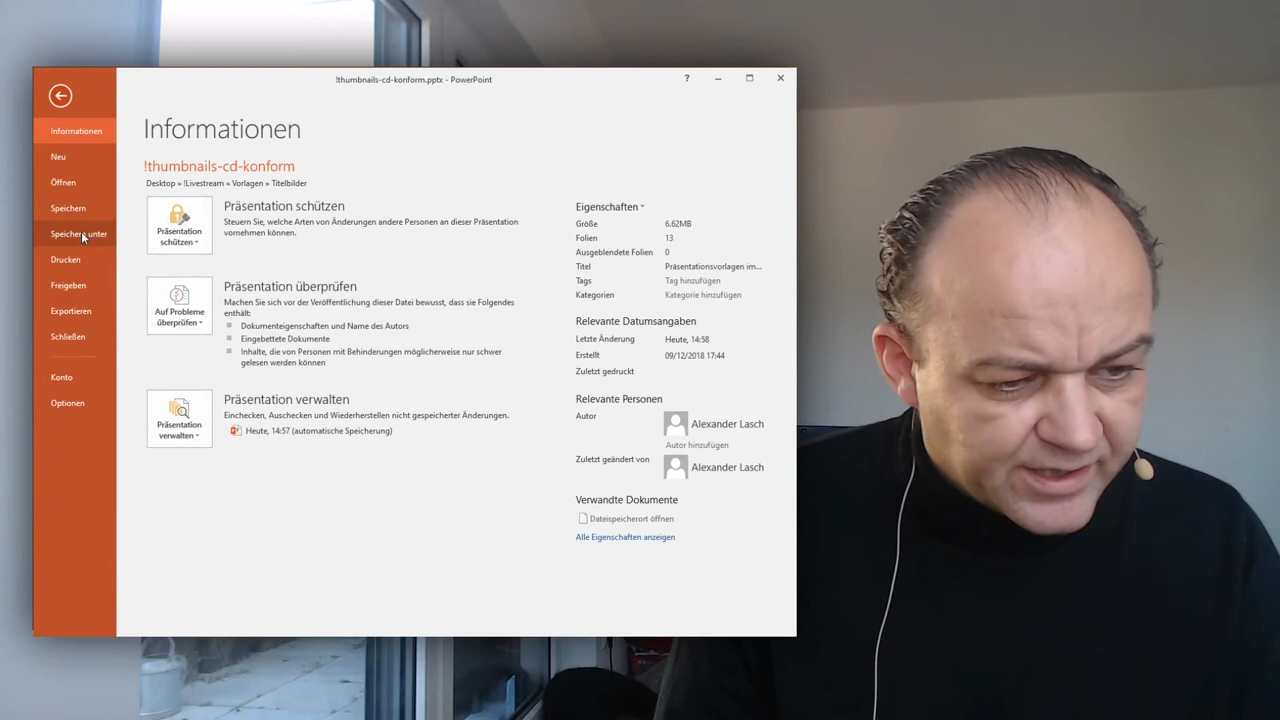 !thumbnails-cd-konform.pptx - PowerPoint
?
Informationen
Neu
Öffnen
Speichern
Speichern unter
Drucken
Freigeben
Exportieren
Schließen
Konto
Optionen
Informationen
!thumbnails-cd-konform
Desktop » !Livestream » Vorlagen » Titelbilder
Präsentation
schützen
Präsentation schützen
Steuern Sie, welche Arten von Änderungen andere Personen an dieser Präsentation
vornehmen können.
Auf Probleme
überprüfen
Präsentation überprüfen
Machen Sie sich vor der Veröffentlichung dieser Datei bewusst, dass sie Folgendes
enthält:
Dokumenteigenschaften und Name des Autors
Eingebettete Dokumente
Inhalte, die von Personen mit Behinderungen möglicherweise nur schwer
gelesen werden können
Präsentation
verwalten
Präsentation verwalten
Einchecken, Auschecken und Wiederherstellen nicht gespeicherter Änderungen.
Heute, 14:57 (automatische Speicherung)
Eigenschaften
Größe 6.62MB
Folien 13
Ausgeblendete Folien 0
Titel Präsentationsvorlagen im...
Tags Tag hinzufügen
Kategorien Kategorie hinzufügen
Relevante Datumsangaben
Letzte Änderung Heute, 14:58
Erstellt 09/12/2018 17:44
Zuletzt gedruckt
Relevante Personen
Autor Alexander Lasch
Autor hinzufügen
Zuletzt geändert von Alexander Lasch
Verwandte Dokumente
Dateispeicherort öffnen
Alle Eigenschaften anzeigen